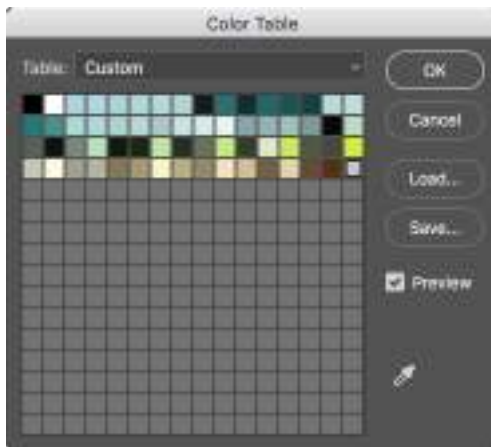 Color Table
Table: Custom
OK
Cancel
Load...
Save...
Preview